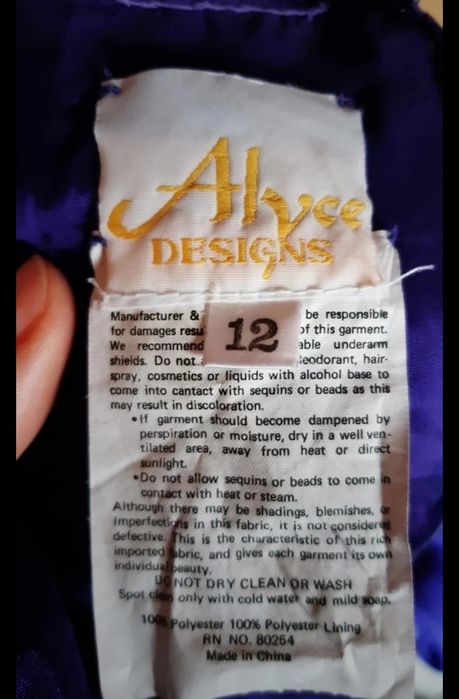 Alyce
DESIGNS
12
Manufacturer & be responsible
for damages resu of this garment.
We recommend able underarm
shields. Do not eodorant, hair-
spray, cosmetics or liquids with alcohol base to
come into cantact with sequins or beads as this
may result in discoloration.
•If garment should become dampened by
perspiration or moisture, dry in a well ven-
tilated area, away from heat or direct
sunlight.
•Do not allow sequins or beads to come in
contact with heat or steam.
Although there may be shadings, blemishes, or
imperfections in this fabric, it is not considered
defective. This is the characteristic of this rich
imported fabric, and gives each garment its own
individual beauty.
DO NOT DRY CLEAN OR WASH
Spot clean only with cold water and mild soap.
100% Polyester 100% Polyester Lining
RN NO. 80264
Made in China